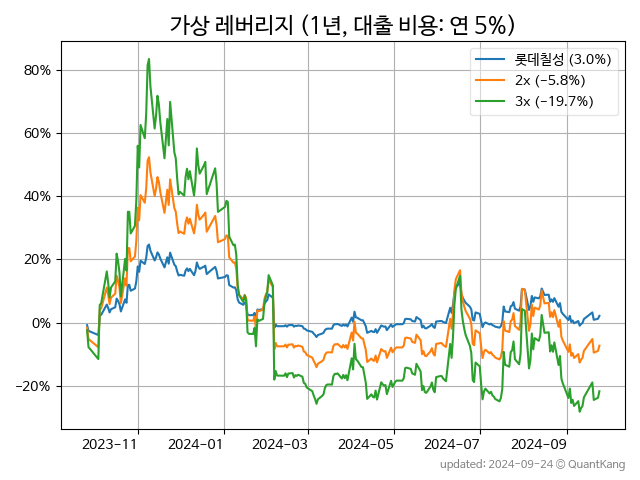 가상 레버리지 (1년, 대출 비용: 연 5%)
롯데칠성 (3.0%)
2x (−5.8%)
3x (−19.7%)
80%
60%
40%
20%
0%
−20%
2023−11 2024−01 2024−03 2024−05 2024−07 2024−09
updated: 2024−09−24 © QuantKang